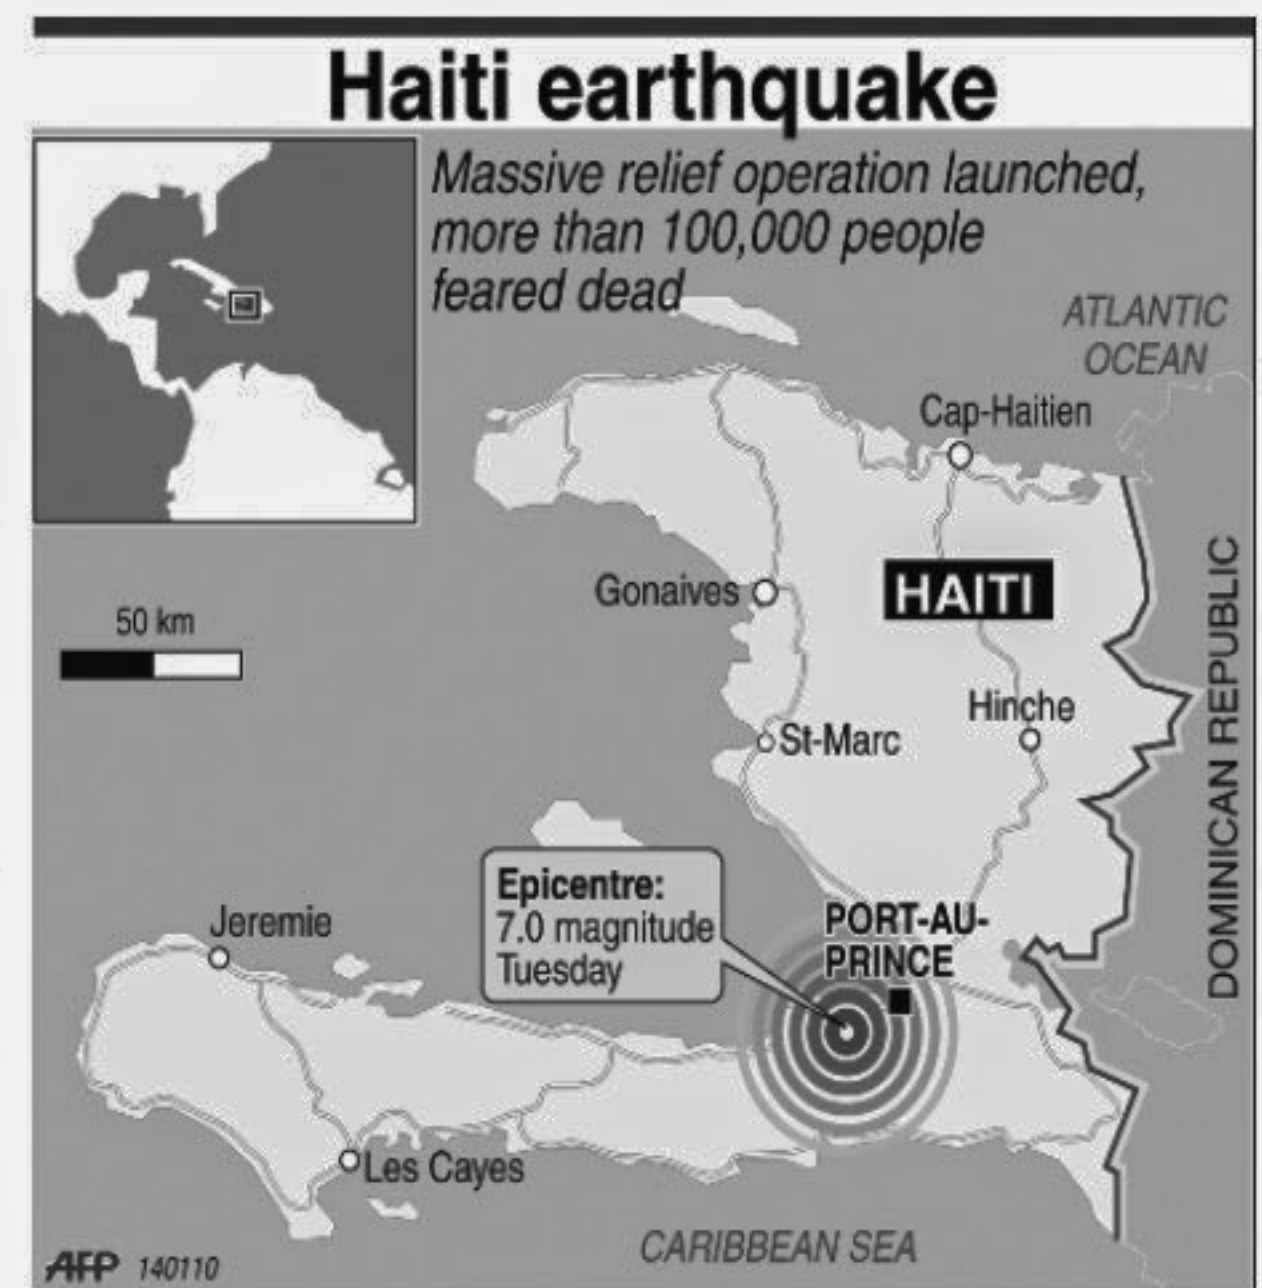 Haiti earthquake
Massive relief operation launched,
more than 100,000 people
feared dead
ATLANTIC
OCEAN
Cap-Haitien
Gonaives
HAITI
50 km
DOMINICAN REPUBLIC
Hinche
St-Marc
Epicentre:
7.0 magnitude
Tuesday
PORT-AU-
PRINCE
Jeremie
Les Cayes
CARIBBEAN SEA
AFP 140110